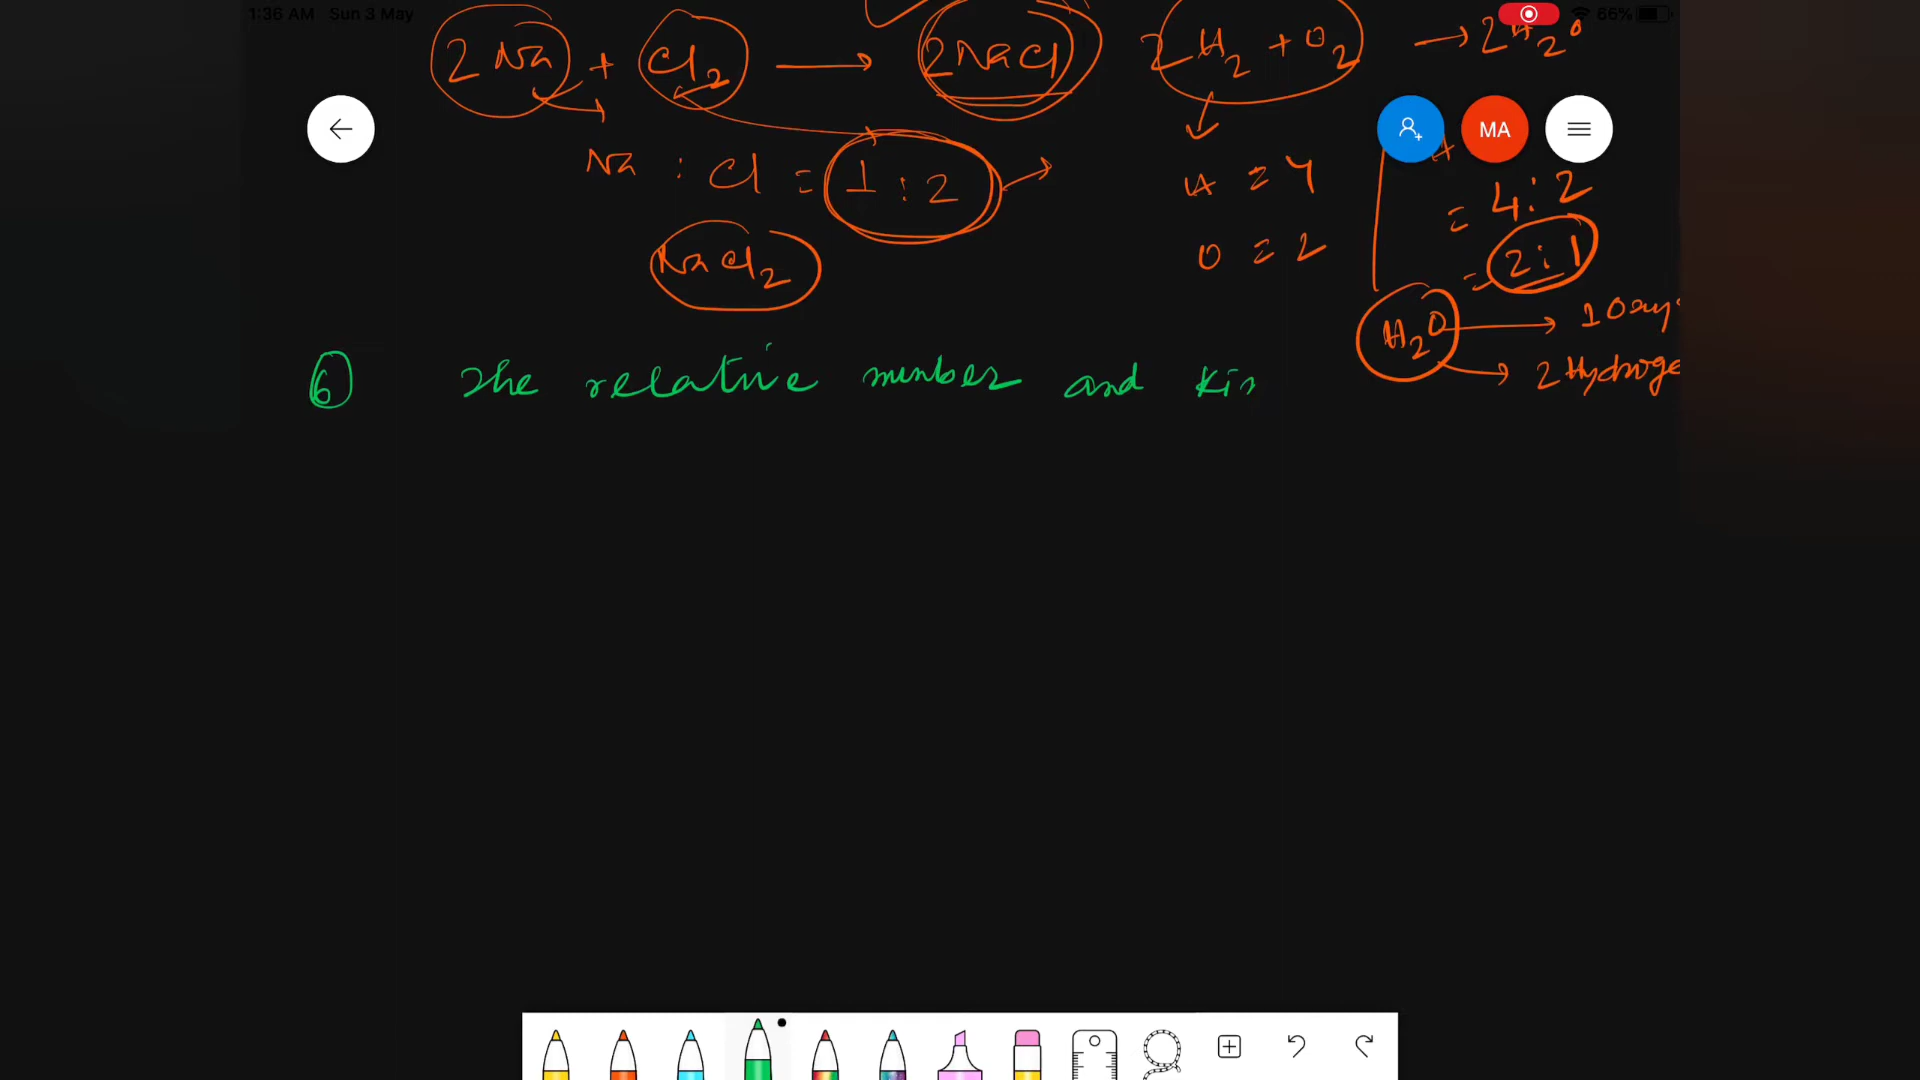 1:36 AM Sun 3 May
66%
2Na + Cl2 → 2NaCl
2H2 + O2 → 2H2O
MA
Na : Cl = 1 : 2
H = 4
= 4 : 2
NaCl2
O = 2
= 2 : 1
H2O → 1 Oxy
→ 2 Hydroge
6 The relative number and kin